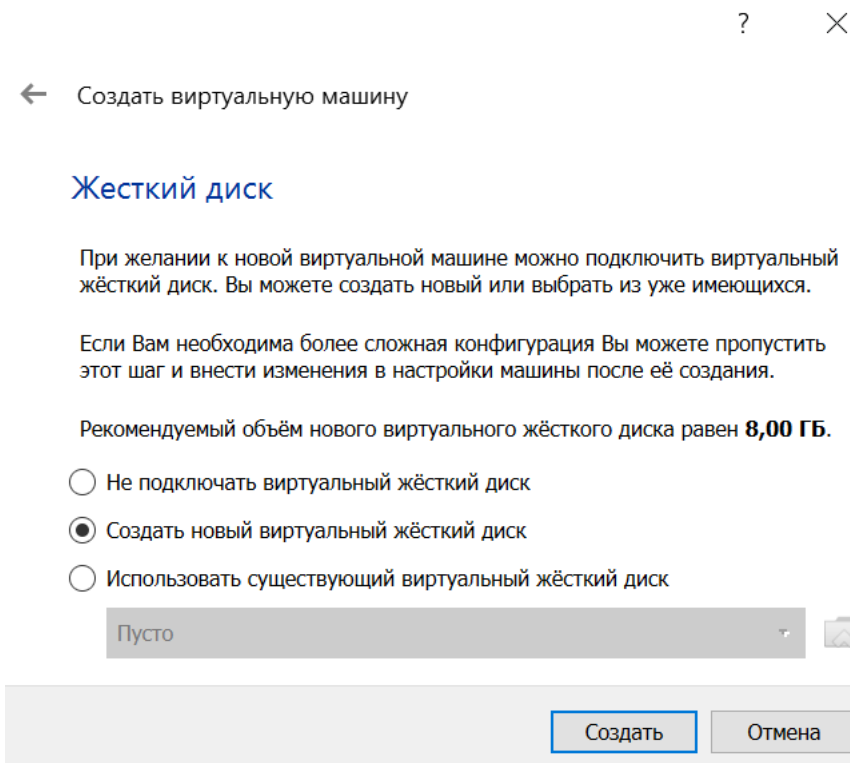 ?
Создать виртуальную машину
Жесткий диск
При желании к новой виртуальной машине можно подключить виртуальный
жёсткий диск. Вы можете создать новый или выбрать из уже имеющихся.
Если Вам необходима более сложная конфигурация Вы можете пропустить
этот шаг и внести изменения в настройки машины после её создания.
Рекомендуемый объём нового виртуального жёсткого диска равен 8,00 ГБ.
Не подключать виртуальный жёсткий диск
Создать новый виртуальный жёсткий диск
Использовать существующий виртуальный жёсткий диск
Пусто
Создать Отмена